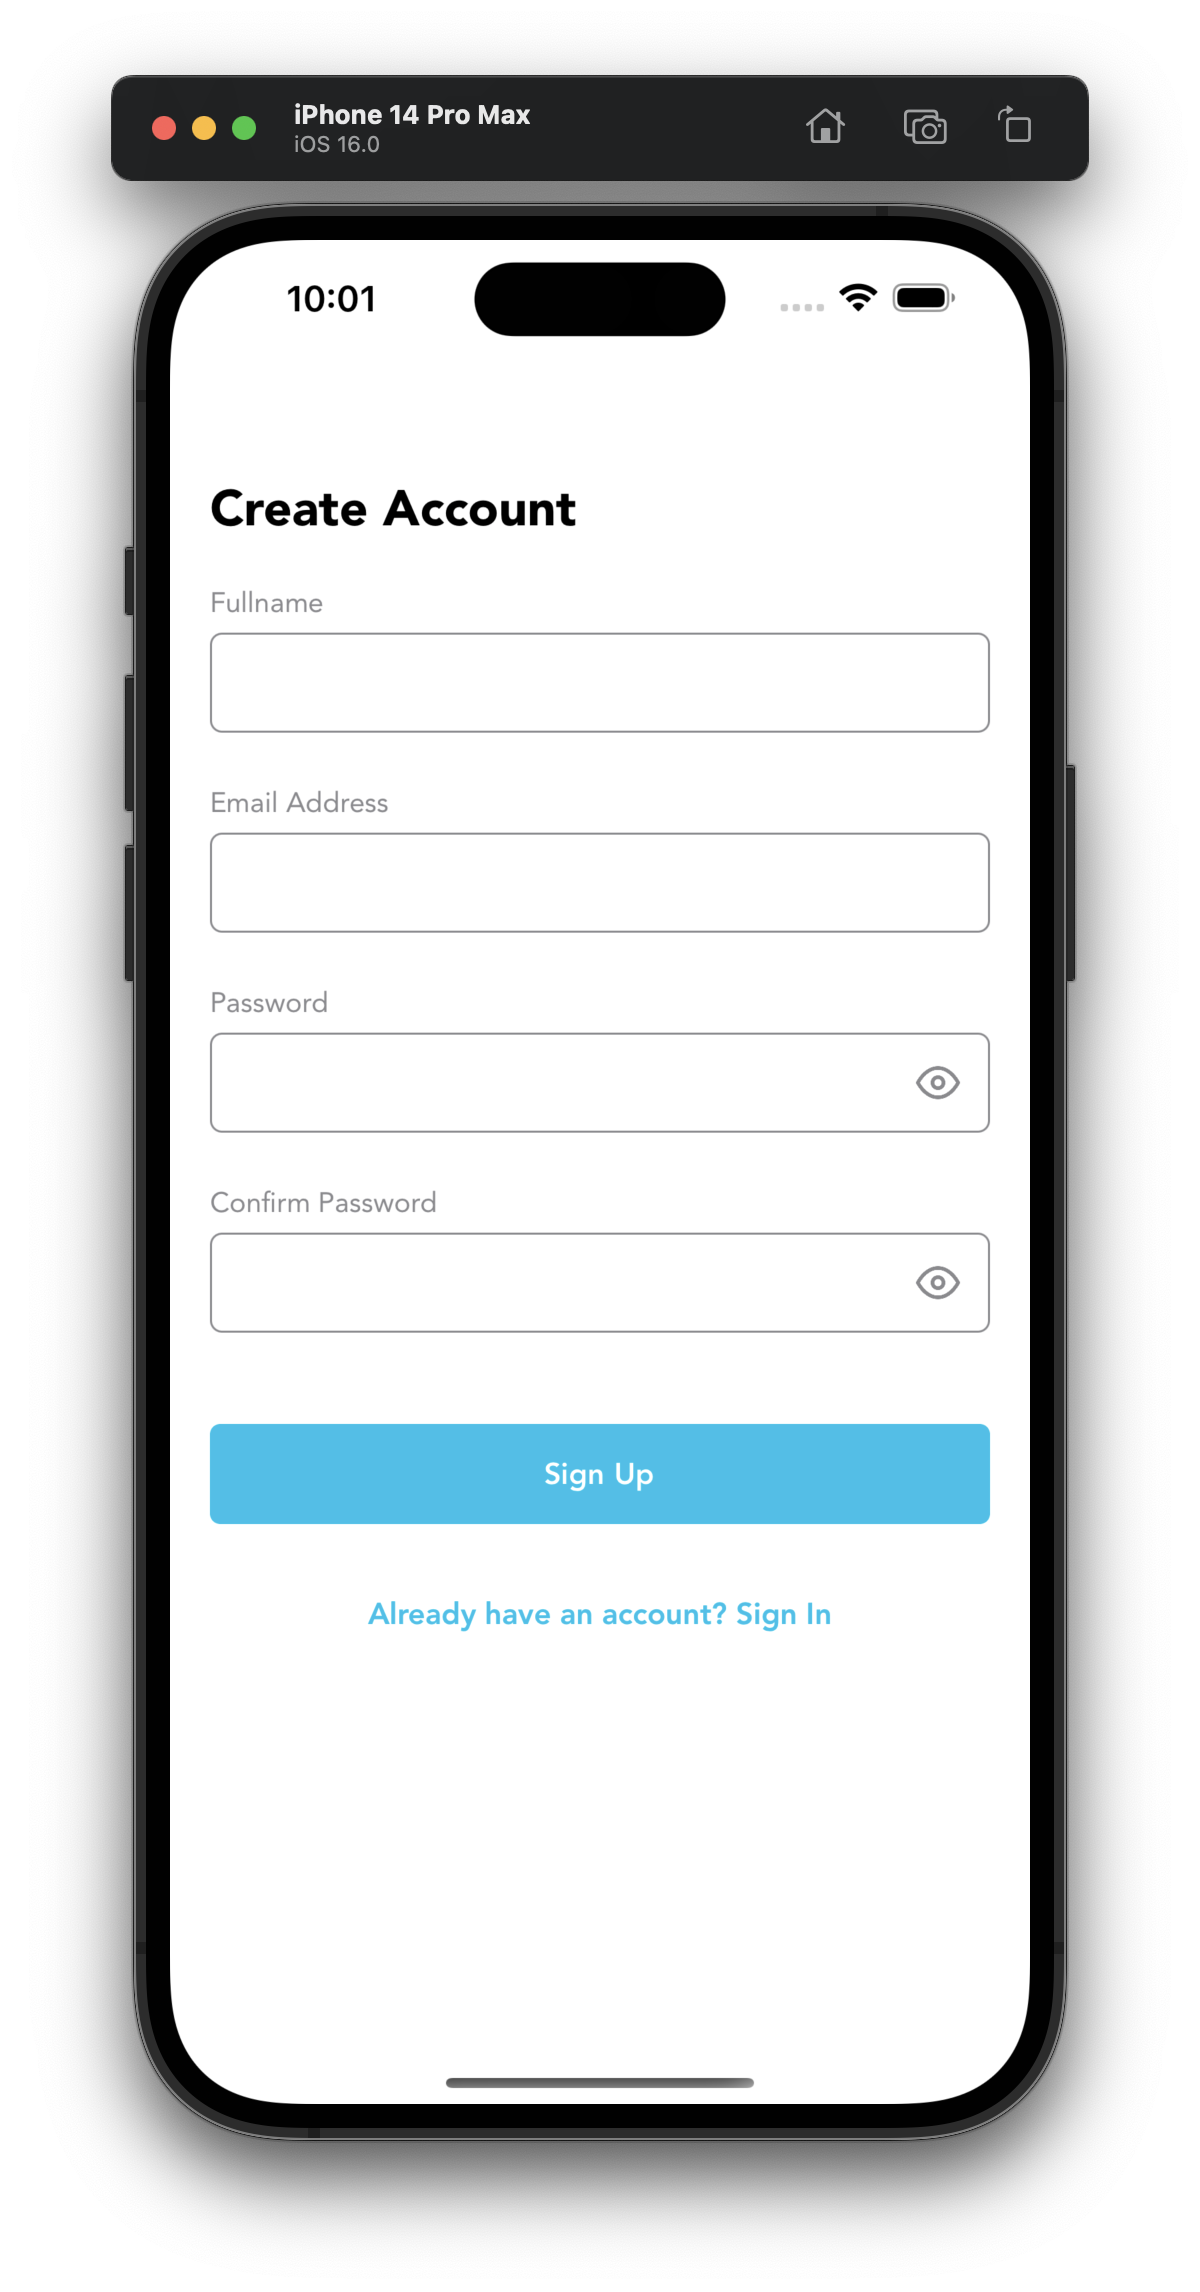 iPhone 14 Pro Max
iOS 16.0
10:01
Create Account
Fullname
Email Address
Password
Confirm Password
Sign Up
Already have an account? Sign In